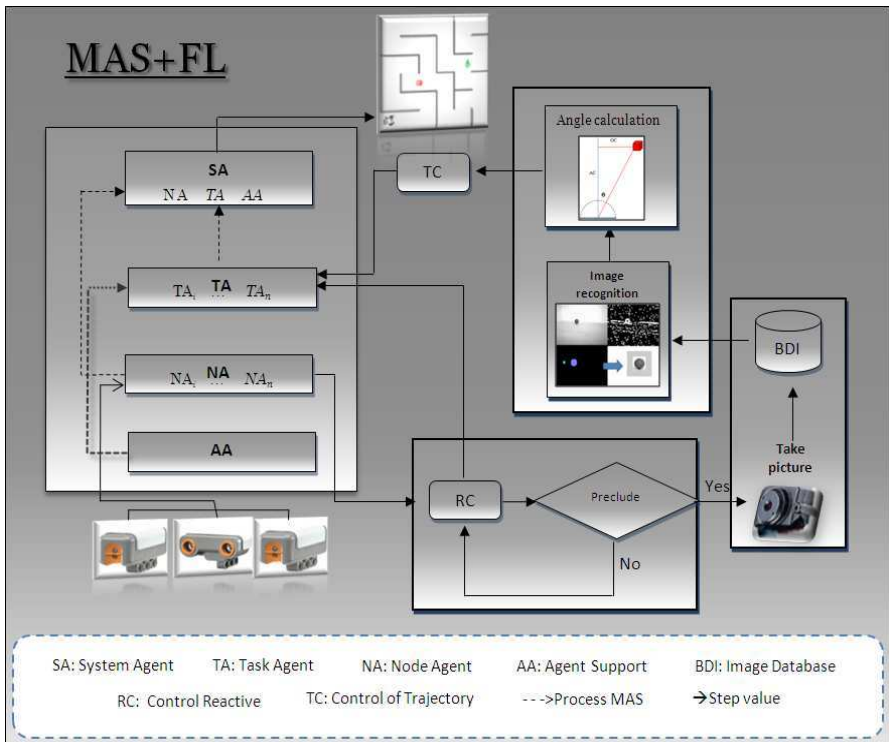 MAS+FL
SA
NA TA AA
TC
Angle calculation
TA
TAi ... TAn
Image
recognition
BDI
NA
NAi ... NAn
AA
Take
picture
RC
Preclude
Yes
No
SA: System Agent TA: Task Agent NA: Node Agent AA: Agent Support BDI: Image Database
RC: Control Reactive TC: Control of Trajectory - - ->Process MAS →Step value